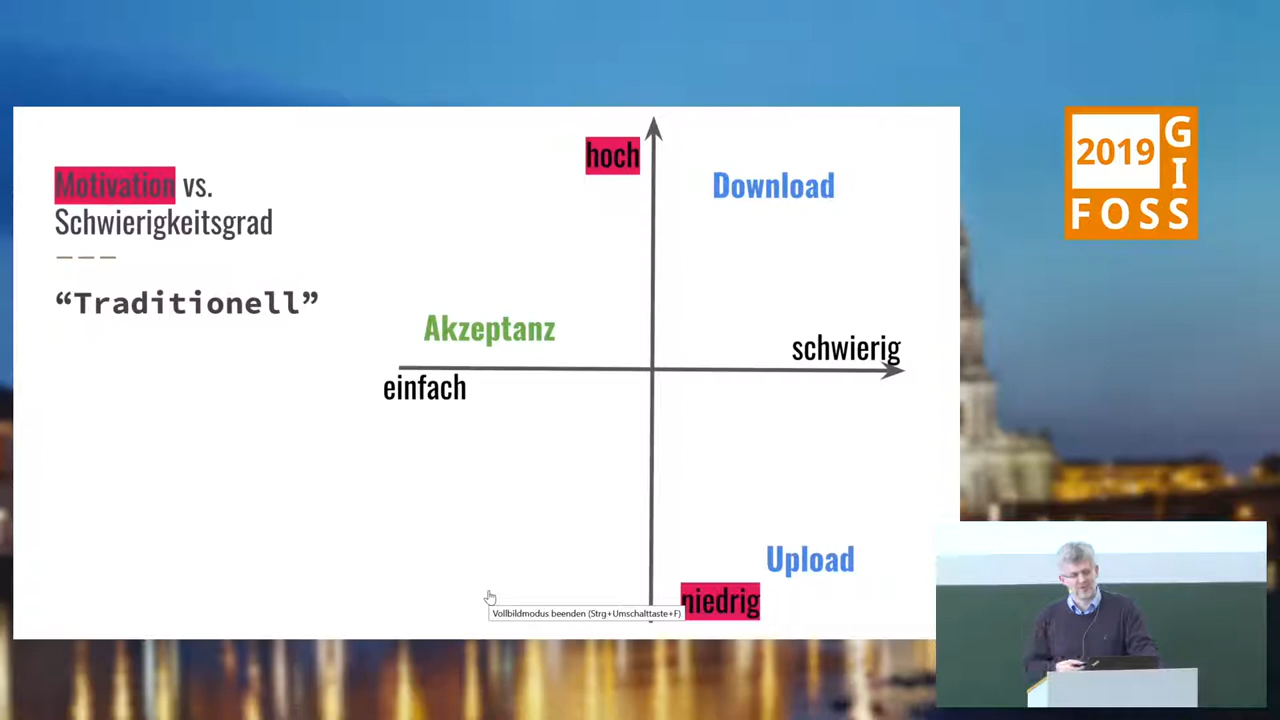 Motivation vs.
Schwierigkeitsgrad
“Traditionell”
hoch
Download
Akzeptanz
schwierig
einfach
Upload
niedrig
Vollbildmodus beenden (Strg+Umschalttaste+F)
2019 G
I
FOSS